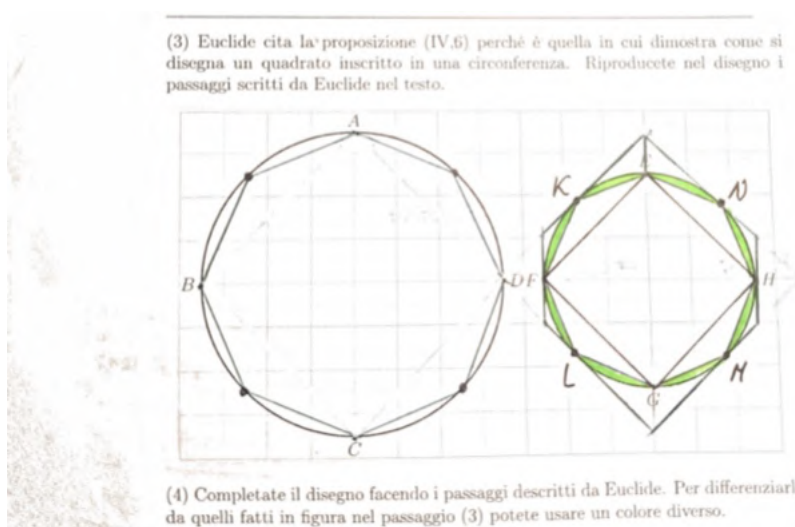 (3) Euclide cita la proposizione (IV,6) perché è quella in cui dimostra come si
disegna un quadrato inscritto in una circonferenza. Riproducete nel disegno i
passaggi scritti da Euclide nel testo.
A
K E N
B D F H
L M
G
C
(4) Completate il disegno facendo i passaggi descritti da Euclide. Per differenziarl
da quelli fatti in figura nel passaggio (3) potete usare un colore diverso.